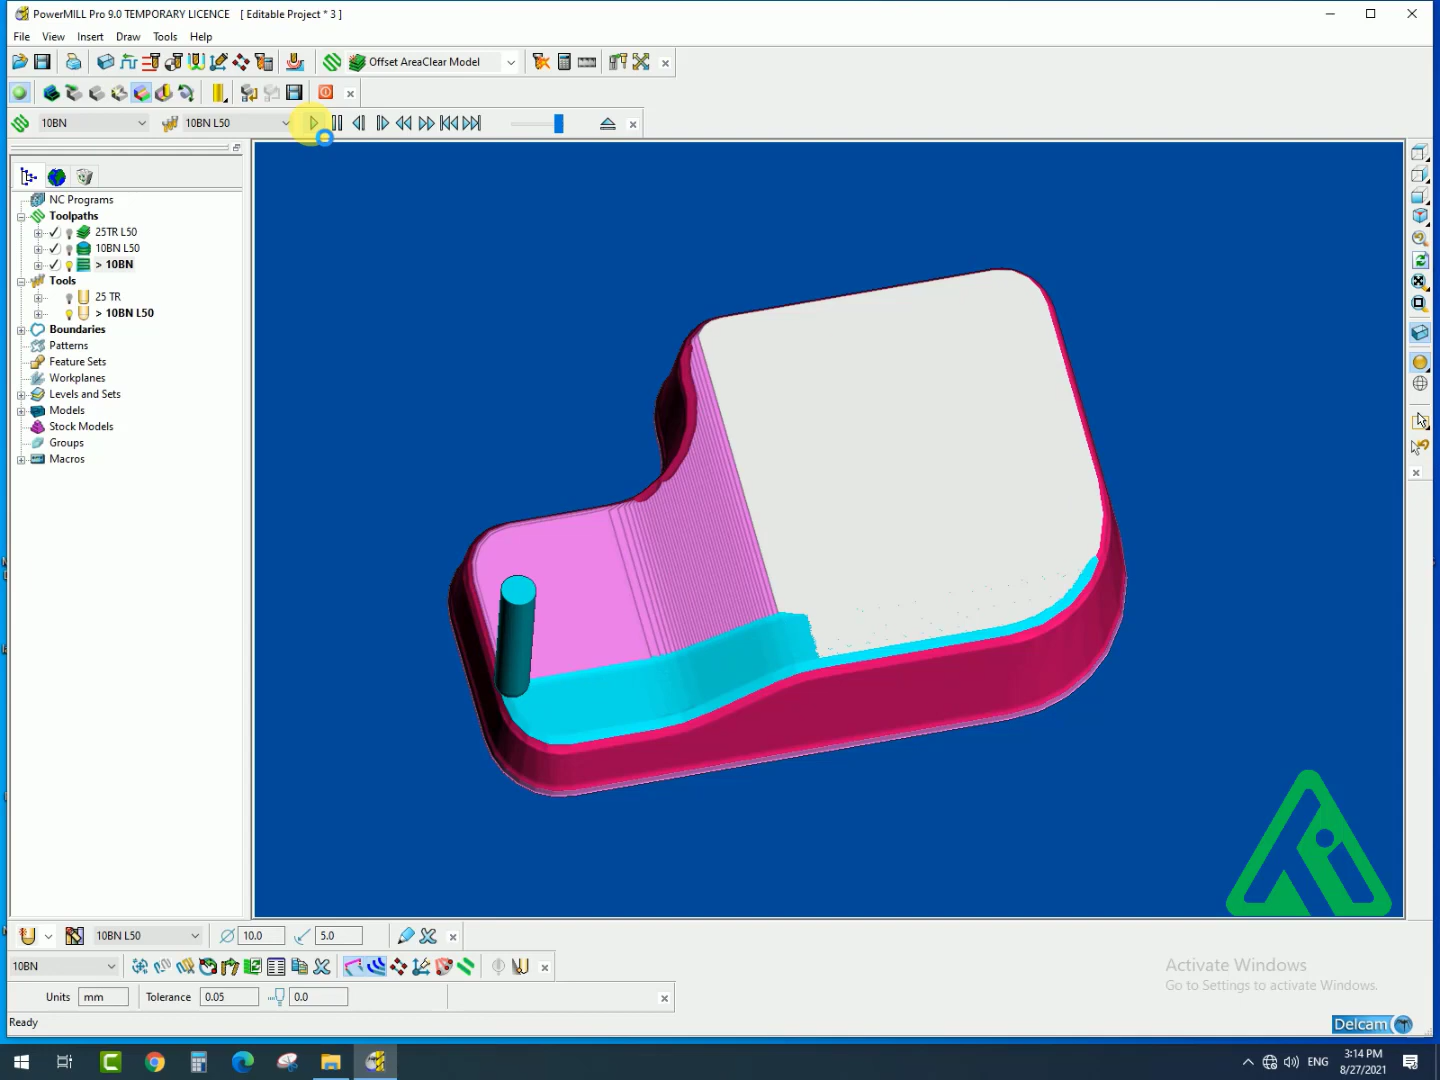 PowerMILL Pro 9.0 TEMPORARY LICENCE [ Editable Project * 3 ]
File View Insert Draw Tools Help
Offset AreaClear Model
10BN 10BN L50
NC Programs
Toolpaths
25TR L50
10BN L50
> 10BN
Tools
25 TR
> 10BN L50
Boundaries
Patterns
Feature Sets
Workplanes
Levels and Sets
Models
Stock Models
Groups
Macros
10BN L50 10.0 5.0
10BN
Activate Windows
Go to Settings to activate Windows.
Units mm Tolerance 0.05 0.0
Ready
Delcam
ENG
3:14 PM
8/27/2021